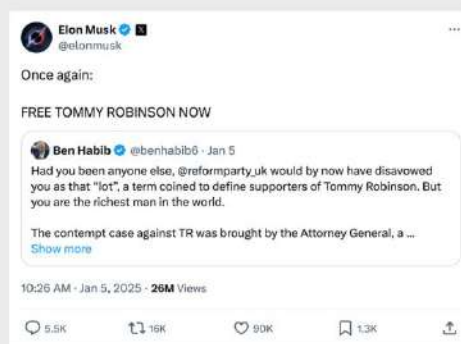 Elon Musk
@elonmusk
Once again:
FREE TOMMY ROBINSON NOW
Ben Habib @benhabib6 · Jan 5
Had you been anyone else, @reformparty_uk would by now have disavowed
you as that "lot", a term coined to define supporters of Tommy Robinson. But
you are the richest man in the world.
The contempt case against TR was brought by the Attorney General, a ...
Show more
10:26 AM · Jan 5, 2025 · 26M Views
5.5K 16K 90K 1.3K